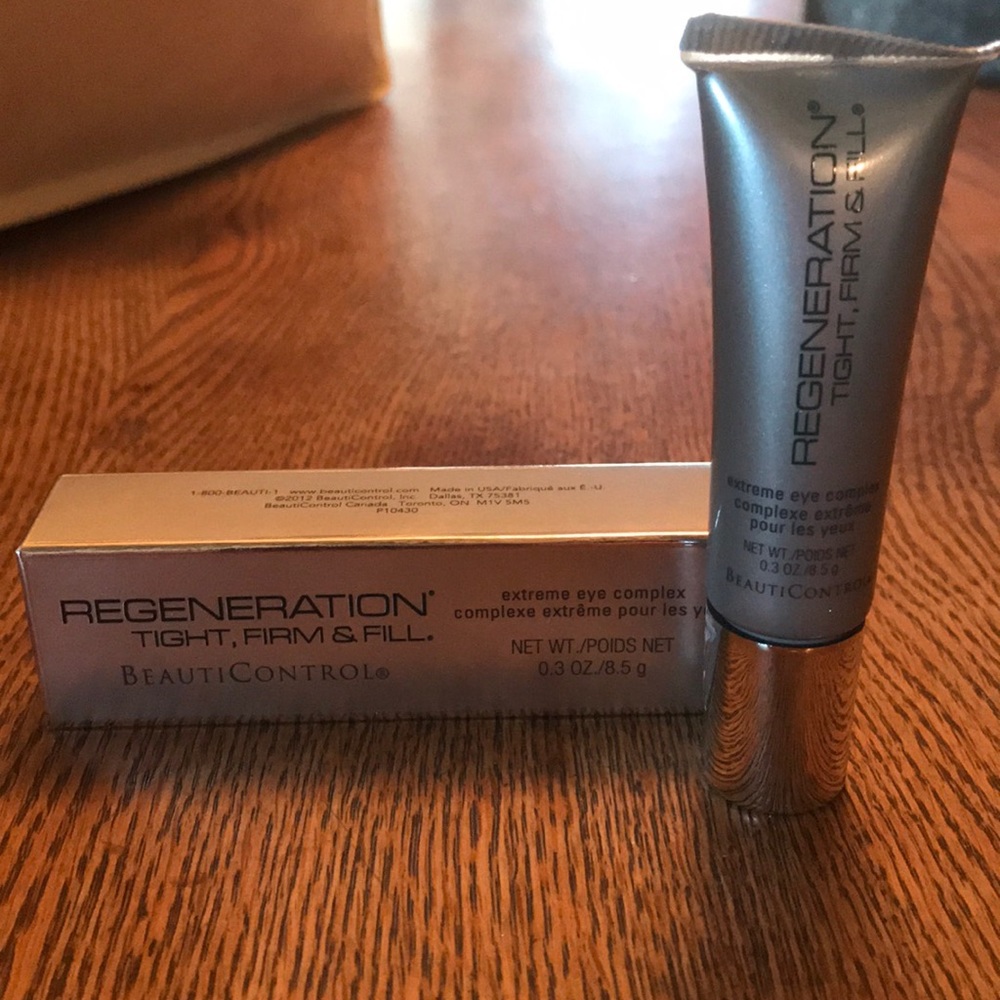 1-800-BEAUTI-1 www.beauticontrol.com Made in USA/Fabriqué aux É.-U.
©2012 BeautiControl, Inc. Dallas, TX 75381
BeautiControl Canada Toronto, ON M1V 5M5
P10430
REGENERATION®
TIGHT, FIRM & FILL®
BEAUTICONTROL®
extreme eye complex
complexe extrême pour les y
NET WT./POIDS NET
0.3 OZ./8.5 g
REGENERATION®
TIGHT, FIRM & FILL®
extreme eye complex
complexe extrême
pour les yeux
NET WT./POIDS NET
0.3 OZ./8.5 g
BEAUTICONTROL